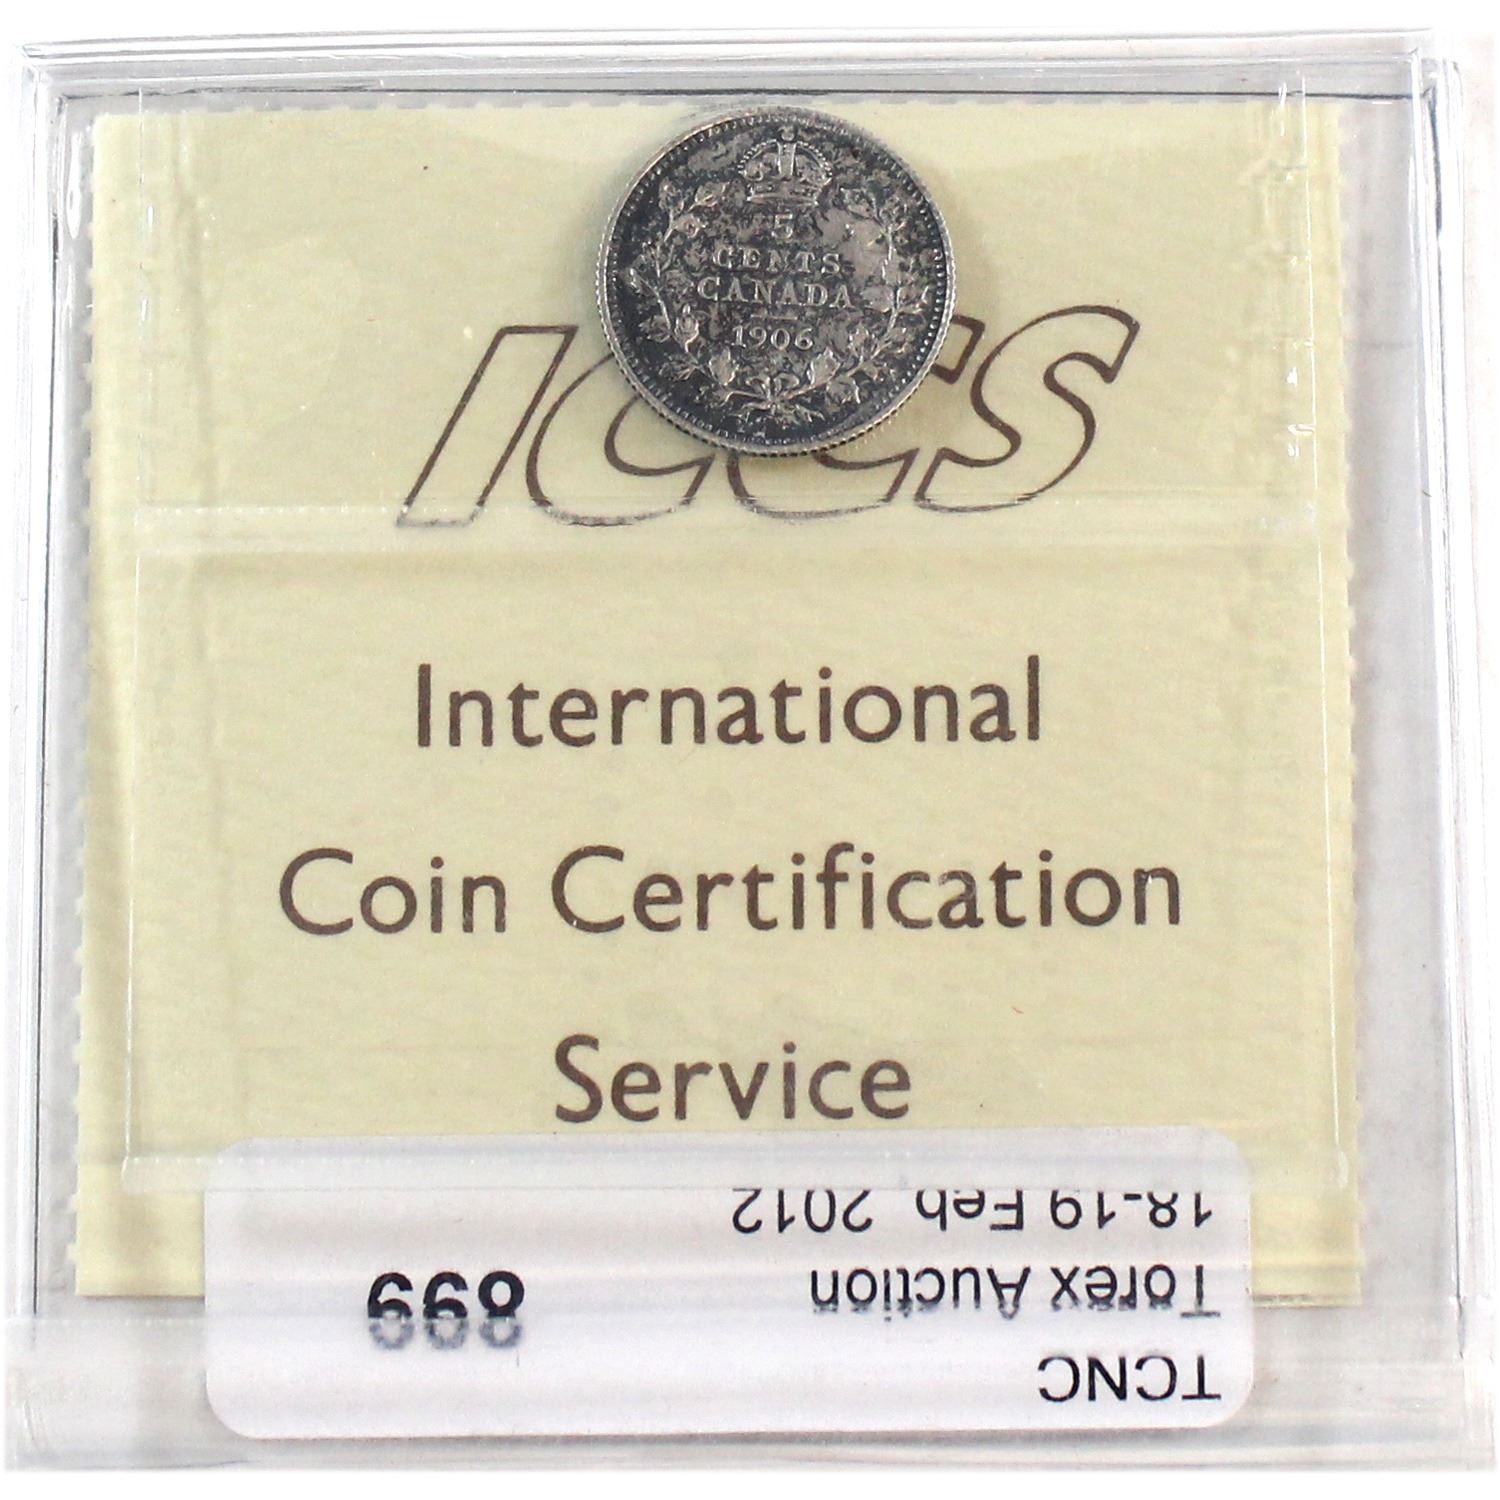 5
CENTS
CANADA
1906
ICCS
International
Coin Certification
Service
TCNC
Torex Auction 899
18-19 Feb. 2012